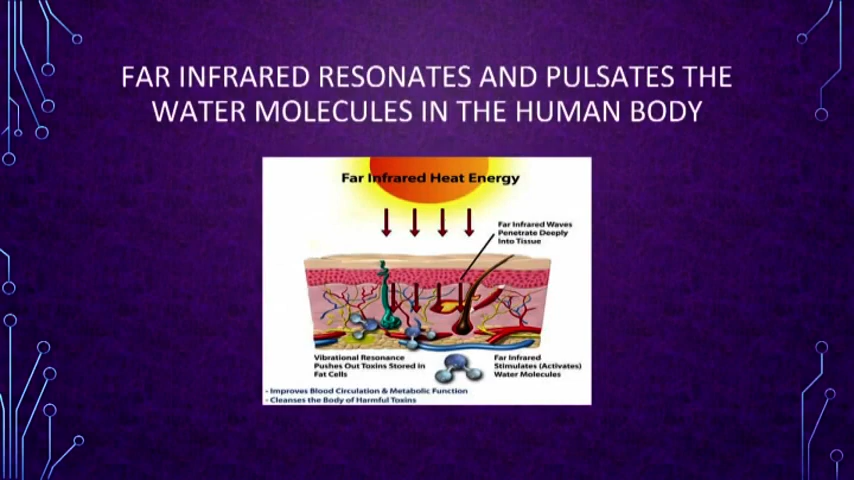 FAR INFRARED RESONATES AND PULSATES THE
WATER MOLECULES IN THE HUMAN BODY
Far Infrared Heat Energy
Far Infrared Waves
Penetrate Deeply
Into Tissue
Vibrational Resonance
Pushes Out Toxins Stored in
Fat Cells
Far Infrared
Stimulates (Activates)
Water Molecules
- Improves Blood Circulation & Metabolic Function
- Cleanses the Body of Harmful Toxins